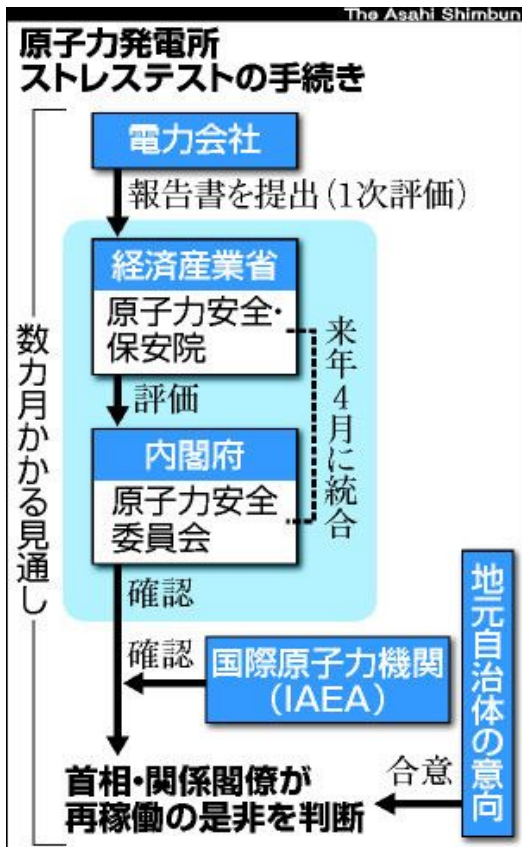 The Asahi Shimbun
原子力発電所
ストレステストの手続き
電力会社
報告書を提出(1次評価)
経済産業省
原子力安全・
保安院
評価
内閣府
原子力安全
委員会
来年4月に統合
数カ月かかる見通し
確認
確認
国際原子力機関
(IAEA)
地元自治体の意向
合意
首相・関係閣僚が
再稼働の是非を判断